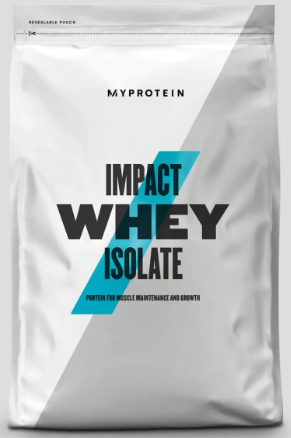 RESEALABLE POUCH
MYPROTEIN
IMPACT
WHEY
ISOLATE
PROTEIN FOR MUSCLE MAINTENANCE AND GROWTH